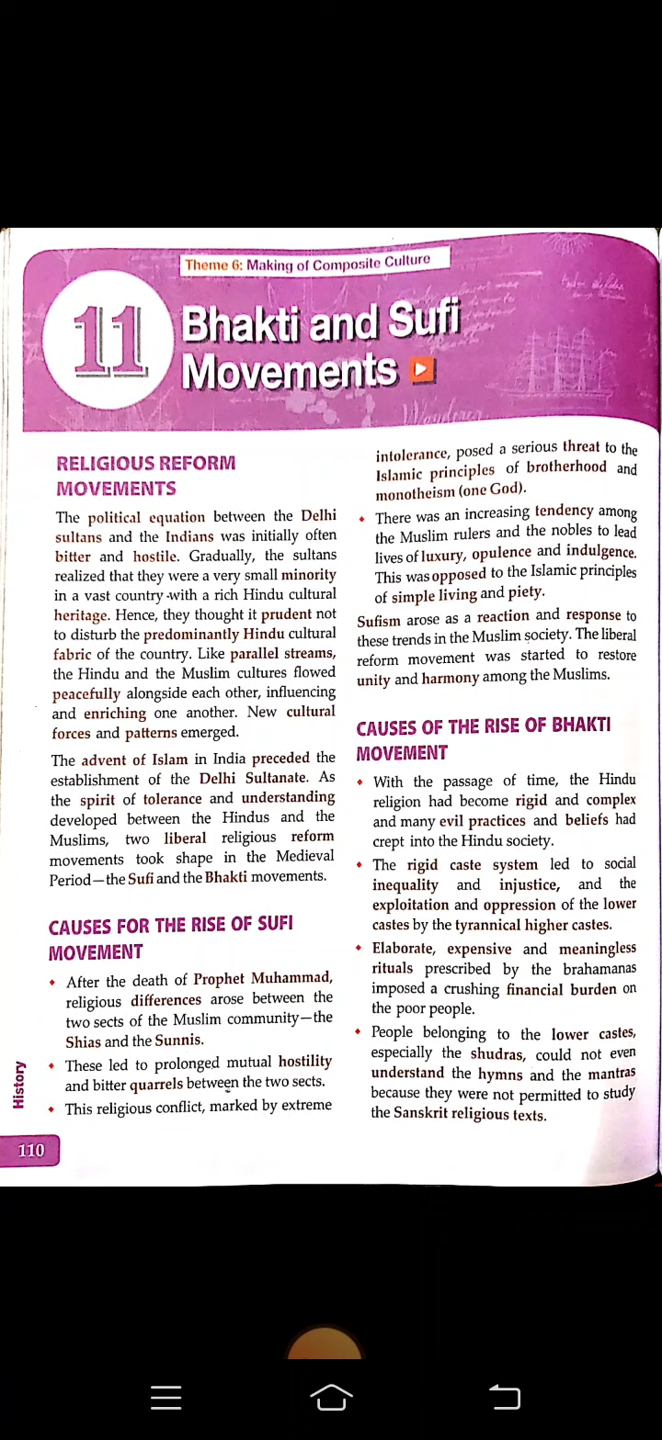 Theme 6: Making of Composite Culture
11
Bhakti and Sufi
Movements
RELIGIOUS REFORM
MOVEMENTS
The political equation between the Delhi
sultans and the Indians was initially often
bitter and hostile. Gradually, the sultans
realized that they were a very small minority
in a vast country with a rich Hindu cultural
heritage. Hence, they thought it prudent not
to disturb the predominantly Hindu cultural
fabric of the country. Like parallel streams,
the Hindu and the Muslim cultures flowed
peacefully alongside each other, influencing
and enriching one another. New cultural
forces and patterns emerged.
The advent of Islam in India preceded the
establishment of the Delhi Sultanate. As
the spirit of tolerance and understanding
developed between the Hindus and the
Muslims, two liberal religious reform
movements took shape in the Medieval
Period—the Sufi and the Bhakti movements.
CAUSES FOR THE RISE OF SUFI
MOVEMENT
• After the death of Prophet Muhammad,
religious differences arose between the
two sects of the Muslim community—the
Shias and the Sunnis.
• These led to prolonged mutual hostility
and bitter quarrels between the two sects.
• This religious conflict, marked by extreme
intolerance, posed a serious threat to the
Islamic principles of brotherhood and
monotheism (one God).
• There was an increasing tendency among
the Muslim rulers and the nobles to lead
lives of luxury, opulence and indulgence.
This was opposed to the Islamic principles
of simple living and piety.
Sufism arose as a reaction and response to
these trends in the Muslim society. The liberal
reform movement was started to restore
unity and harmony among the Muslims.
CAUSES OF THE RISE OF BHAKTI
MOVEMENT
• With the passage of time, the Hindu
religion had become rigid and complex
and many evil practices and beliefs had
crept into the Hindu society.
• The rigid caste system led to social
inequality and injustice, and the
exploitation and oppression of the lower
castes by the tyrannical higher castes.
• Elaborate, expensive and meaningless
rituals prescribed by the brahamanas
imposed a crushing financial burden on
the poor people.
• People belonging to the lower castes,
especially the shudras, could not even
understand the hymns and the mantras
because they were not permitted to study
the Sanskrit religious texts.
History
110